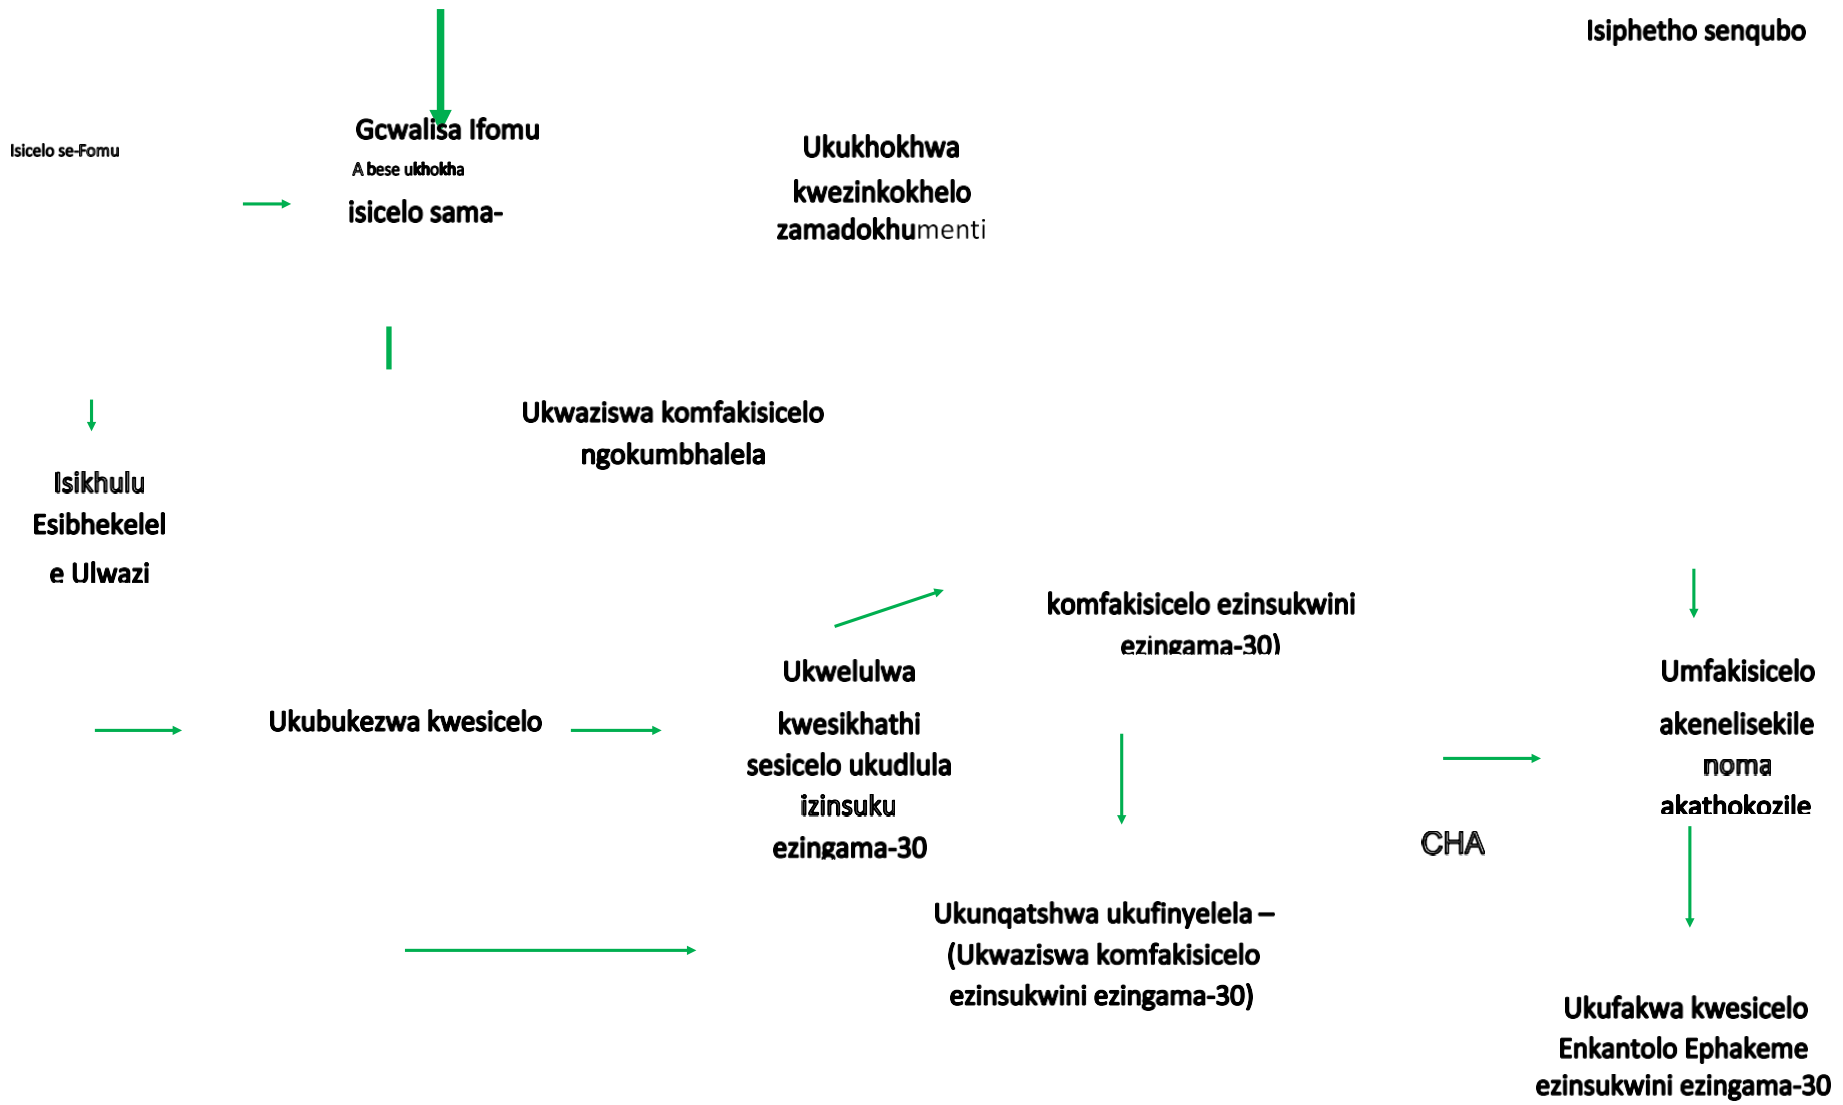 Isiphetho senqubo
Isicelo se-Fomu
Gcwalisa Ifomu
A bese ukhokha
isicelo sama-
Ukukhokhwa
kwezinkokhelo
zamadokhumenti
Ukwaziswa komfakisicelo
ngokumbhalela
Isikhulu
Esibhekelel
e Ulwazi
komfakisicelo ezinsukwini
ezingama-30)
Ukubukezwa kwesicelo
Ukwelulwa
kwesikhathi
sesicelo ukudlula
izinsuku
ezingama-30
Umfakisicelo
akenelisekile
noma
akathokozile
CHA
Ukunqatshwa ukufinyelela –
(Ukwaziswa komfakisicelo
ezinsukwini ezingama-30)
Ukufakwa kwesicelo
Enkantolo Ephakeme
ezinsukwini ezingama-30